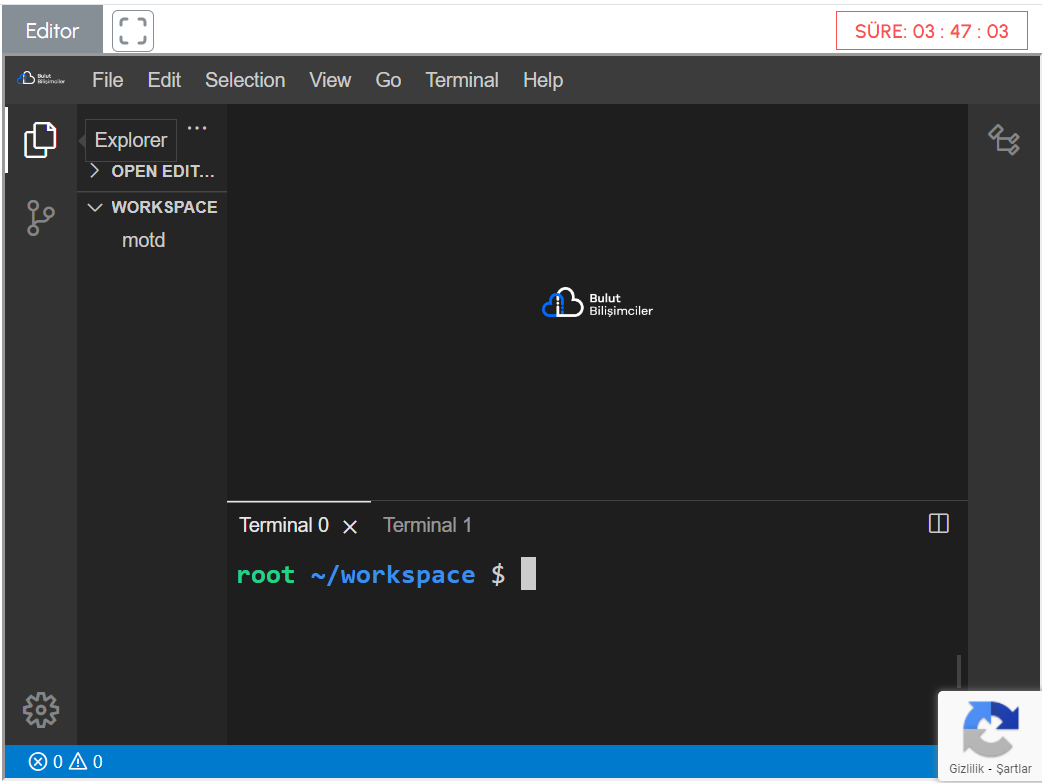 Editor
SÜRE: 03 : 47 : 03
Bulut
Bilişimciler
File Edit Selection View Go Terminal Help
Explorer
OPEN EDIT...
WORKSPACE
motd
Bulut
Bilişimciler
Terminal 0 Terminal 1
root ~/workspace $
0 0
Gizlilik - Şartlar